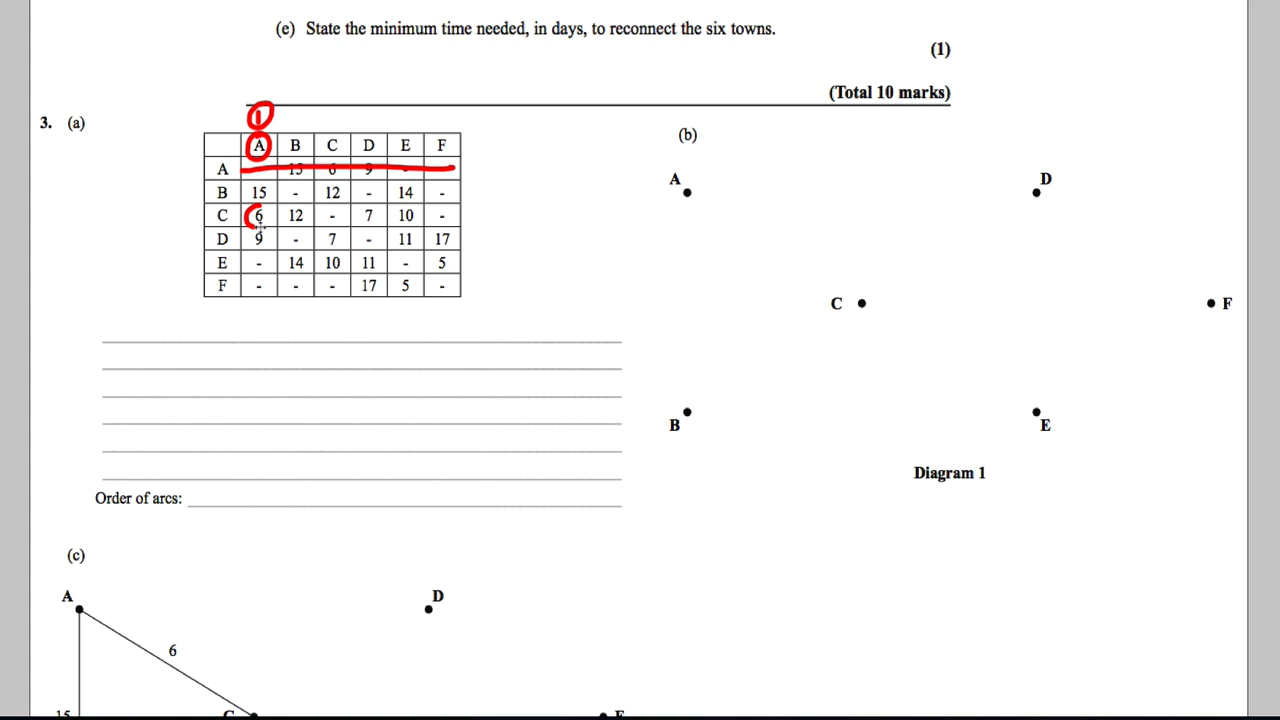 (e) State the minimum time needed, in days, to reconnect the six towns.
(1)
(Total 10 marks)
1
3. (a)
(b)
A B C D E F
A - 15 6 9 - -
B 15 - 12 - 14 -
C 6 12 - 7 10 -
D 9 - 7 - 11 17
E - 14 10 11 - 5
F - - - 17 5 -
A
D
C
F
B
E
Diagram 1
Order of arcs:
(c)
A
D
6
15
C
F